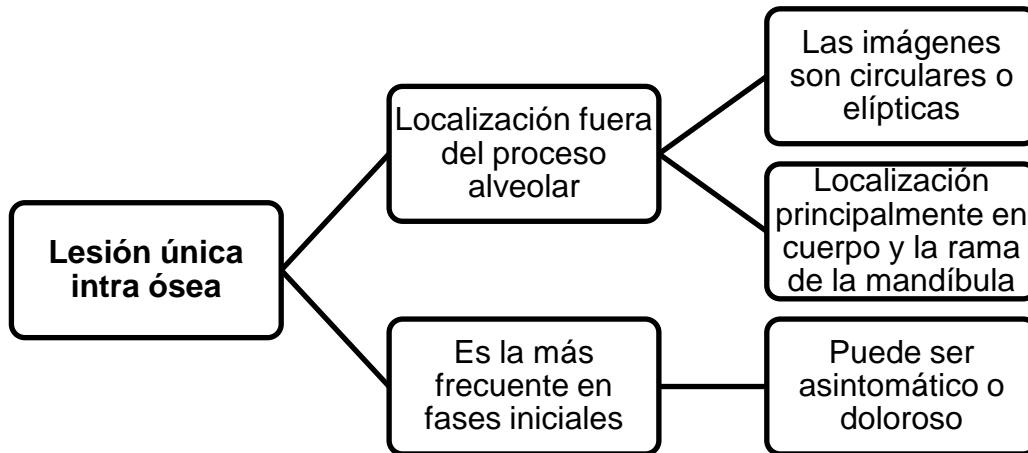 Lesión única
intra ósea
Localización fuera
del proceso
alveolar
Las imágenes
son circulares o
elípticas
Localización
principalmente en
cuerpo y la rama
de la mandíbula
Es la más
frecuente en
fases iniciales
Puede ser
asintomático o
doloroso